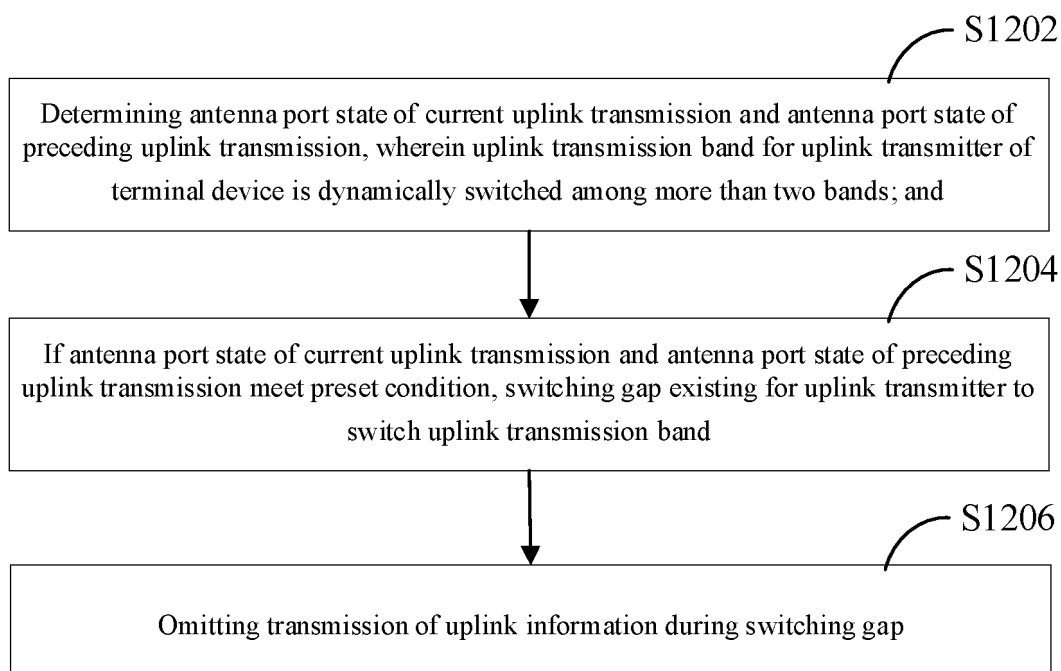 S1202
Determining antenna port state of current uplink transmission and antenna port state of
preceding uplink transmission, wherein uplink transmission band for uplink transmitter of
terminal device is dynamically switched among more than two bands; and
S1204
If antenna port state of current uplink transmission and antenna port state of preceding
uplink transmission meet preset condition, switching gap existing for uplink transmitter to
switch uplink transmission band
S1206
Omitting transmission of uplink information during switching gap